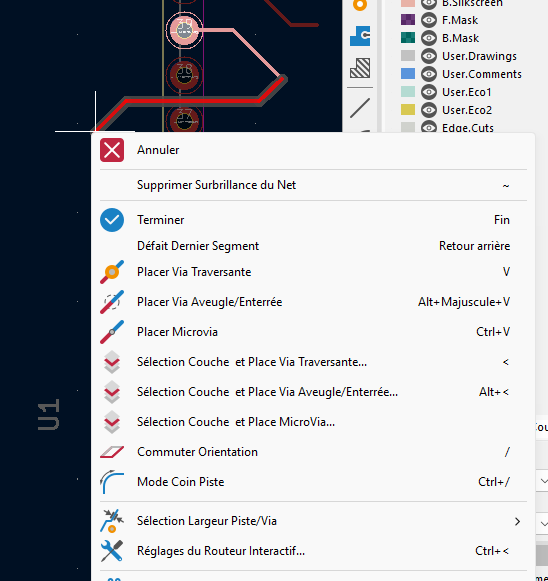 B.Silkscreen
F.Mask
B.Mask
User.Drawings
User.Comments
User.Eco1
User.Eco2
Edge.Cuts
Annuler
Supprimer Surbrillance du Net ~
Terminer Fin
Défait Dernier Segment Retour arrière
Placer Via Traversante V
Placer Via Aveugle/Enterrée Alt+Majuscule+V
Placer Microvia Ctrl+V
Sélection Couche et Place Via Traversante... <
Sélection Couche et Place Via Aveugle/Enterrée... Alt+<
Sélection Couche et Place MicroVia...
Commuter Orientation /
Mode Coin Piste Ctrl+/
Sélection Largeur Piste/Via
Réglages du Routeur Interactif... Ctrl+<
U1